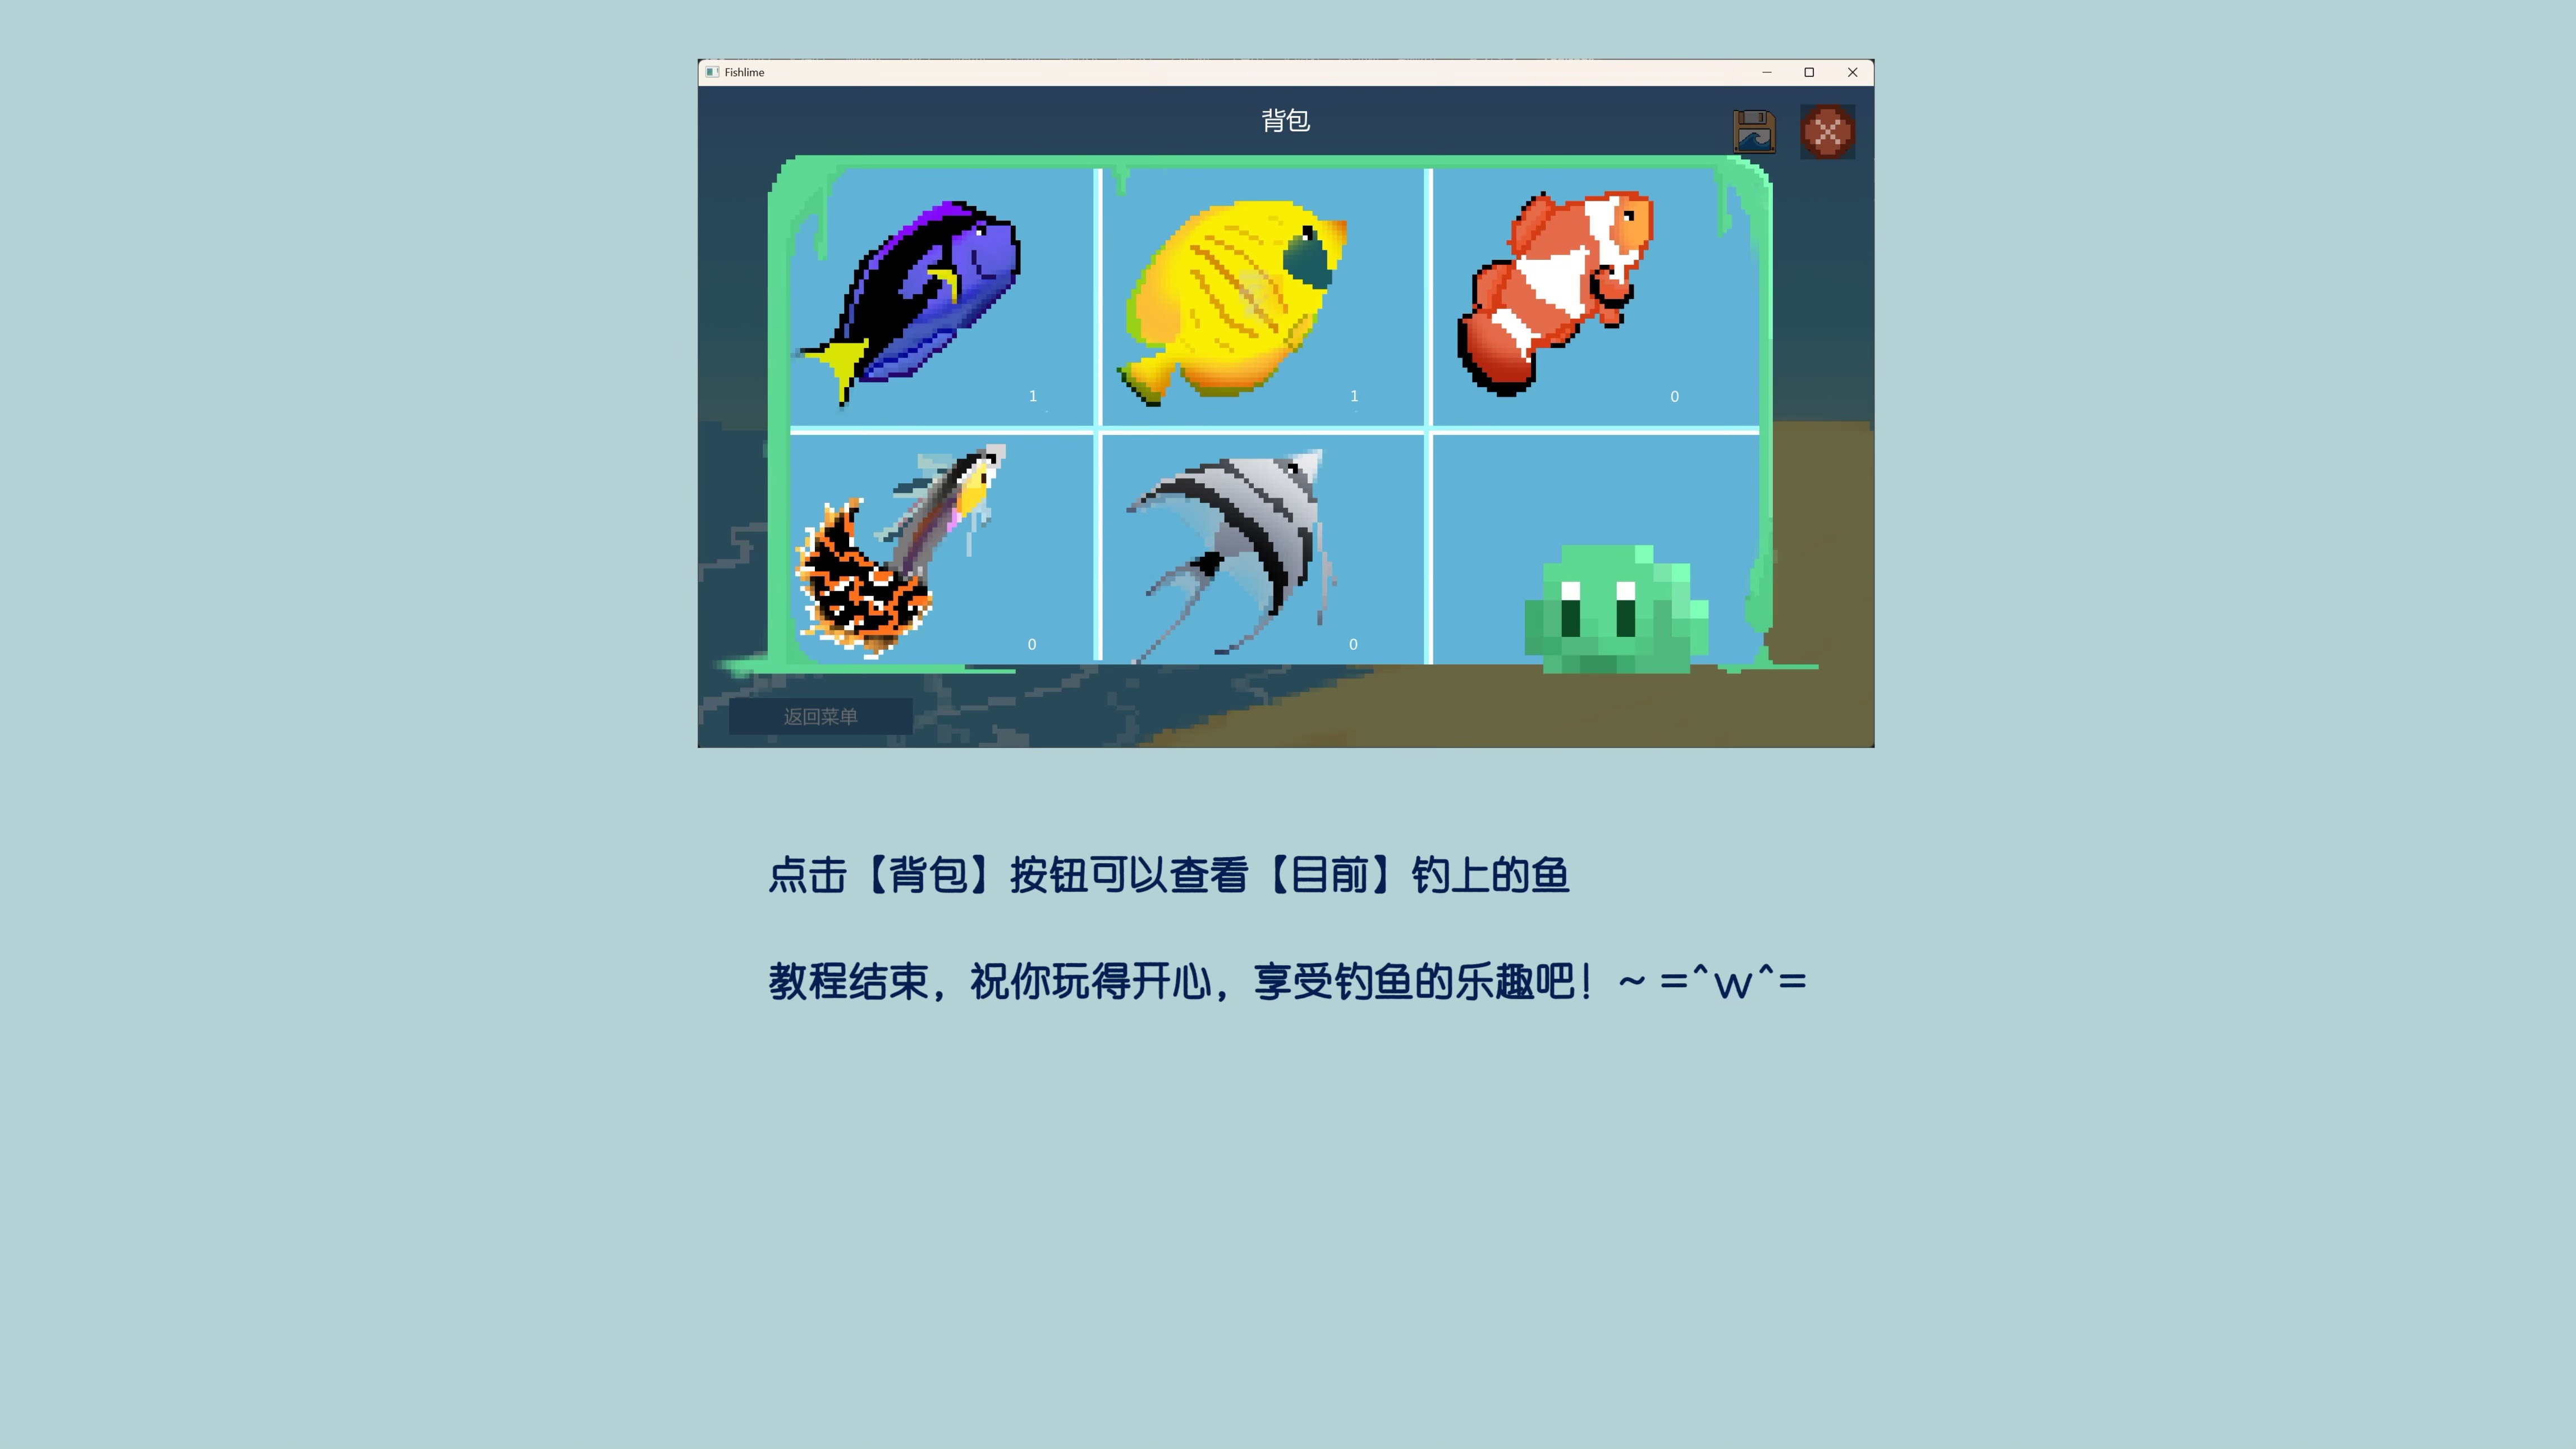 Fishlime
背包
1
1
0
0
0
返回菜单
点击【背包】按钮可以查看【目前】钓上的鱼
教程结束，祝你玩得开心，享受钓鱼的乐趣吧！~ =^w^=